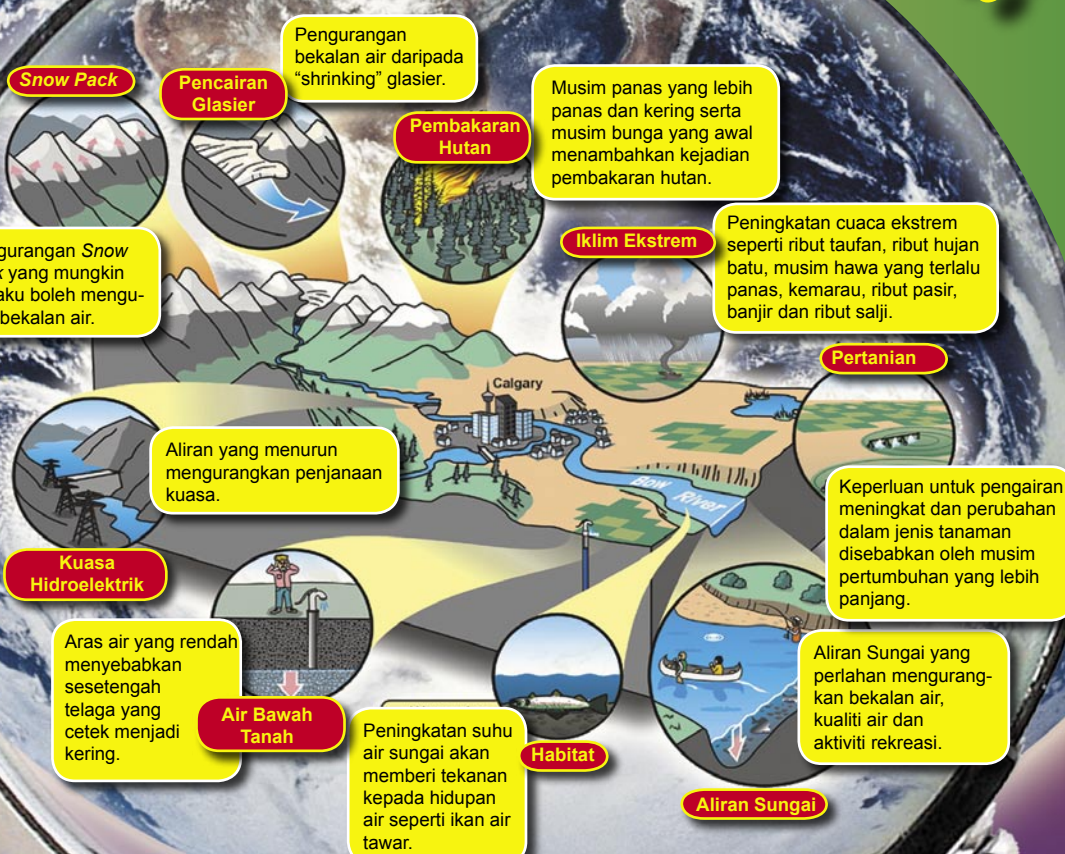 Snow Pack
Pencairan
Glasier
Pengurangan
bekalan air daripada
“shrinking” glasier.
Pembakaran
Hutan
Musim panas yang lebih
panas dan kering serta
musim bunga yang awal
menambahkan kejadian
pembakaran hutan.
gurangan Snow
k yang mungkin
aku boleh mengu-
bekalan air.
Iklim Ekstrem
Peningkatan cuaca ekstrem
seperti ribut taufan, ribut hujan
batu, musim hawa yang terlalu
panas, kemarau, ribut pasir,
banjir dan ribut salji.
Pertanian
Keperluan untuk pengairan
meningkat dan perubahan
dalam jenis tanaman
disebabkan oleh musim
pertumbuhan yang lebih
panjang.
Calgary
Bow River
Aliran yang menurun
mengurangkan penjanaan
kuasa.
Kuasa
Hidroelektrik
Aras air yang rendah
menyebabkan
sesetengah
telaga yang
cetek menjadi
kering.
Air Bawah
Tanah
Peningkatan suhu
air sungai akan
memberi tekanan
kepada hidupan
air seperti ikan air
tawar.
Habitat
Aliran Sungai yang
perlahan mengurang-
kan bekalan air,
kualiti air dan
aktiviti rekreasi.
Aliran Sungai